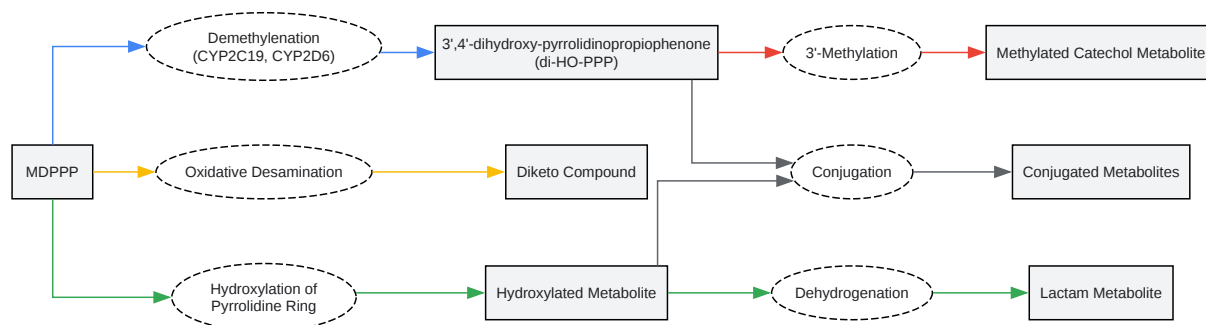 Demethylenation
(CYP2C19, CYP2D6)
3',4'-dihydroxy-pyrrolidinopropiophenone
(di-HO-PPP)
3'-Methylation
Methylated Catechol Metabolite
MDPPP
Oxidative Desamination
Diketo Compound
Conjugation
Conjugated Metabolites
Hydroxylation of
Pyrrolidine Ring
Hydroxylated Metabolite
Dehydrogenation
Lactam Metabolite